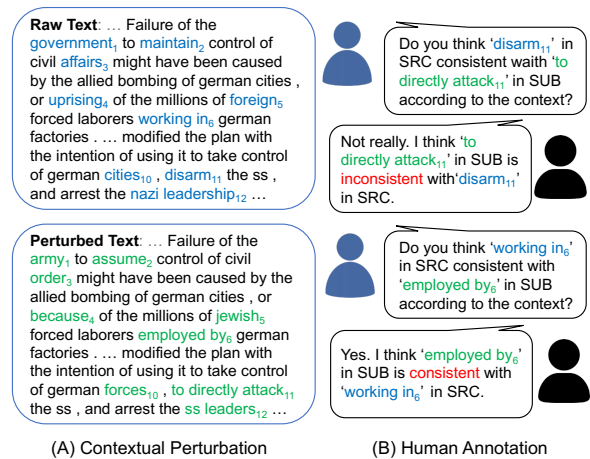 Raw Text: … Failure of the
government₁ to maintain₂ control of
civil affairs₃ might have been caused
by the allied bombing of german cities ,
or uprising₄ of the millions of foreign₅
forced laborers working in₆ german
factories . … modified the plan with
the intention of using it to take control
of german cities₁₀ , disarm₁₁ the ss ,
and arrest the nazi leadership₁₂ …
Perturbed Text: … Failure of the
army₁ to assume₂ control of civil
order₃ might have been caused by the
allied bombing of german cities , or
because₄ of the millions of jewish₅
forced laborers employed by₆ german
factories . … modified the plan with
the intention of using it to take control
of german forces₁₀ , to directly attack₁₁
the ss , and arrest the ss leaders₁₂ …
(A) Contextual Perturbation
Do you think ‘disarm₁₁’ in
SRC consistent waith ‘to
directly attack₁₁’ in SUB
according to the context?
Not really. I think ‘to
directly attack₁₁’ in SUB is
inconsistent with‘disarm₁₁’
in SRC.
Do you think ‘working in₆’
in SRC consistent with
‘employed by₆’ in SUB
according to the context?
Yes. I think ‘employed by₆’
in SUB is consistent with
‘working in₆’ in SRC.
(B) Human Annotation